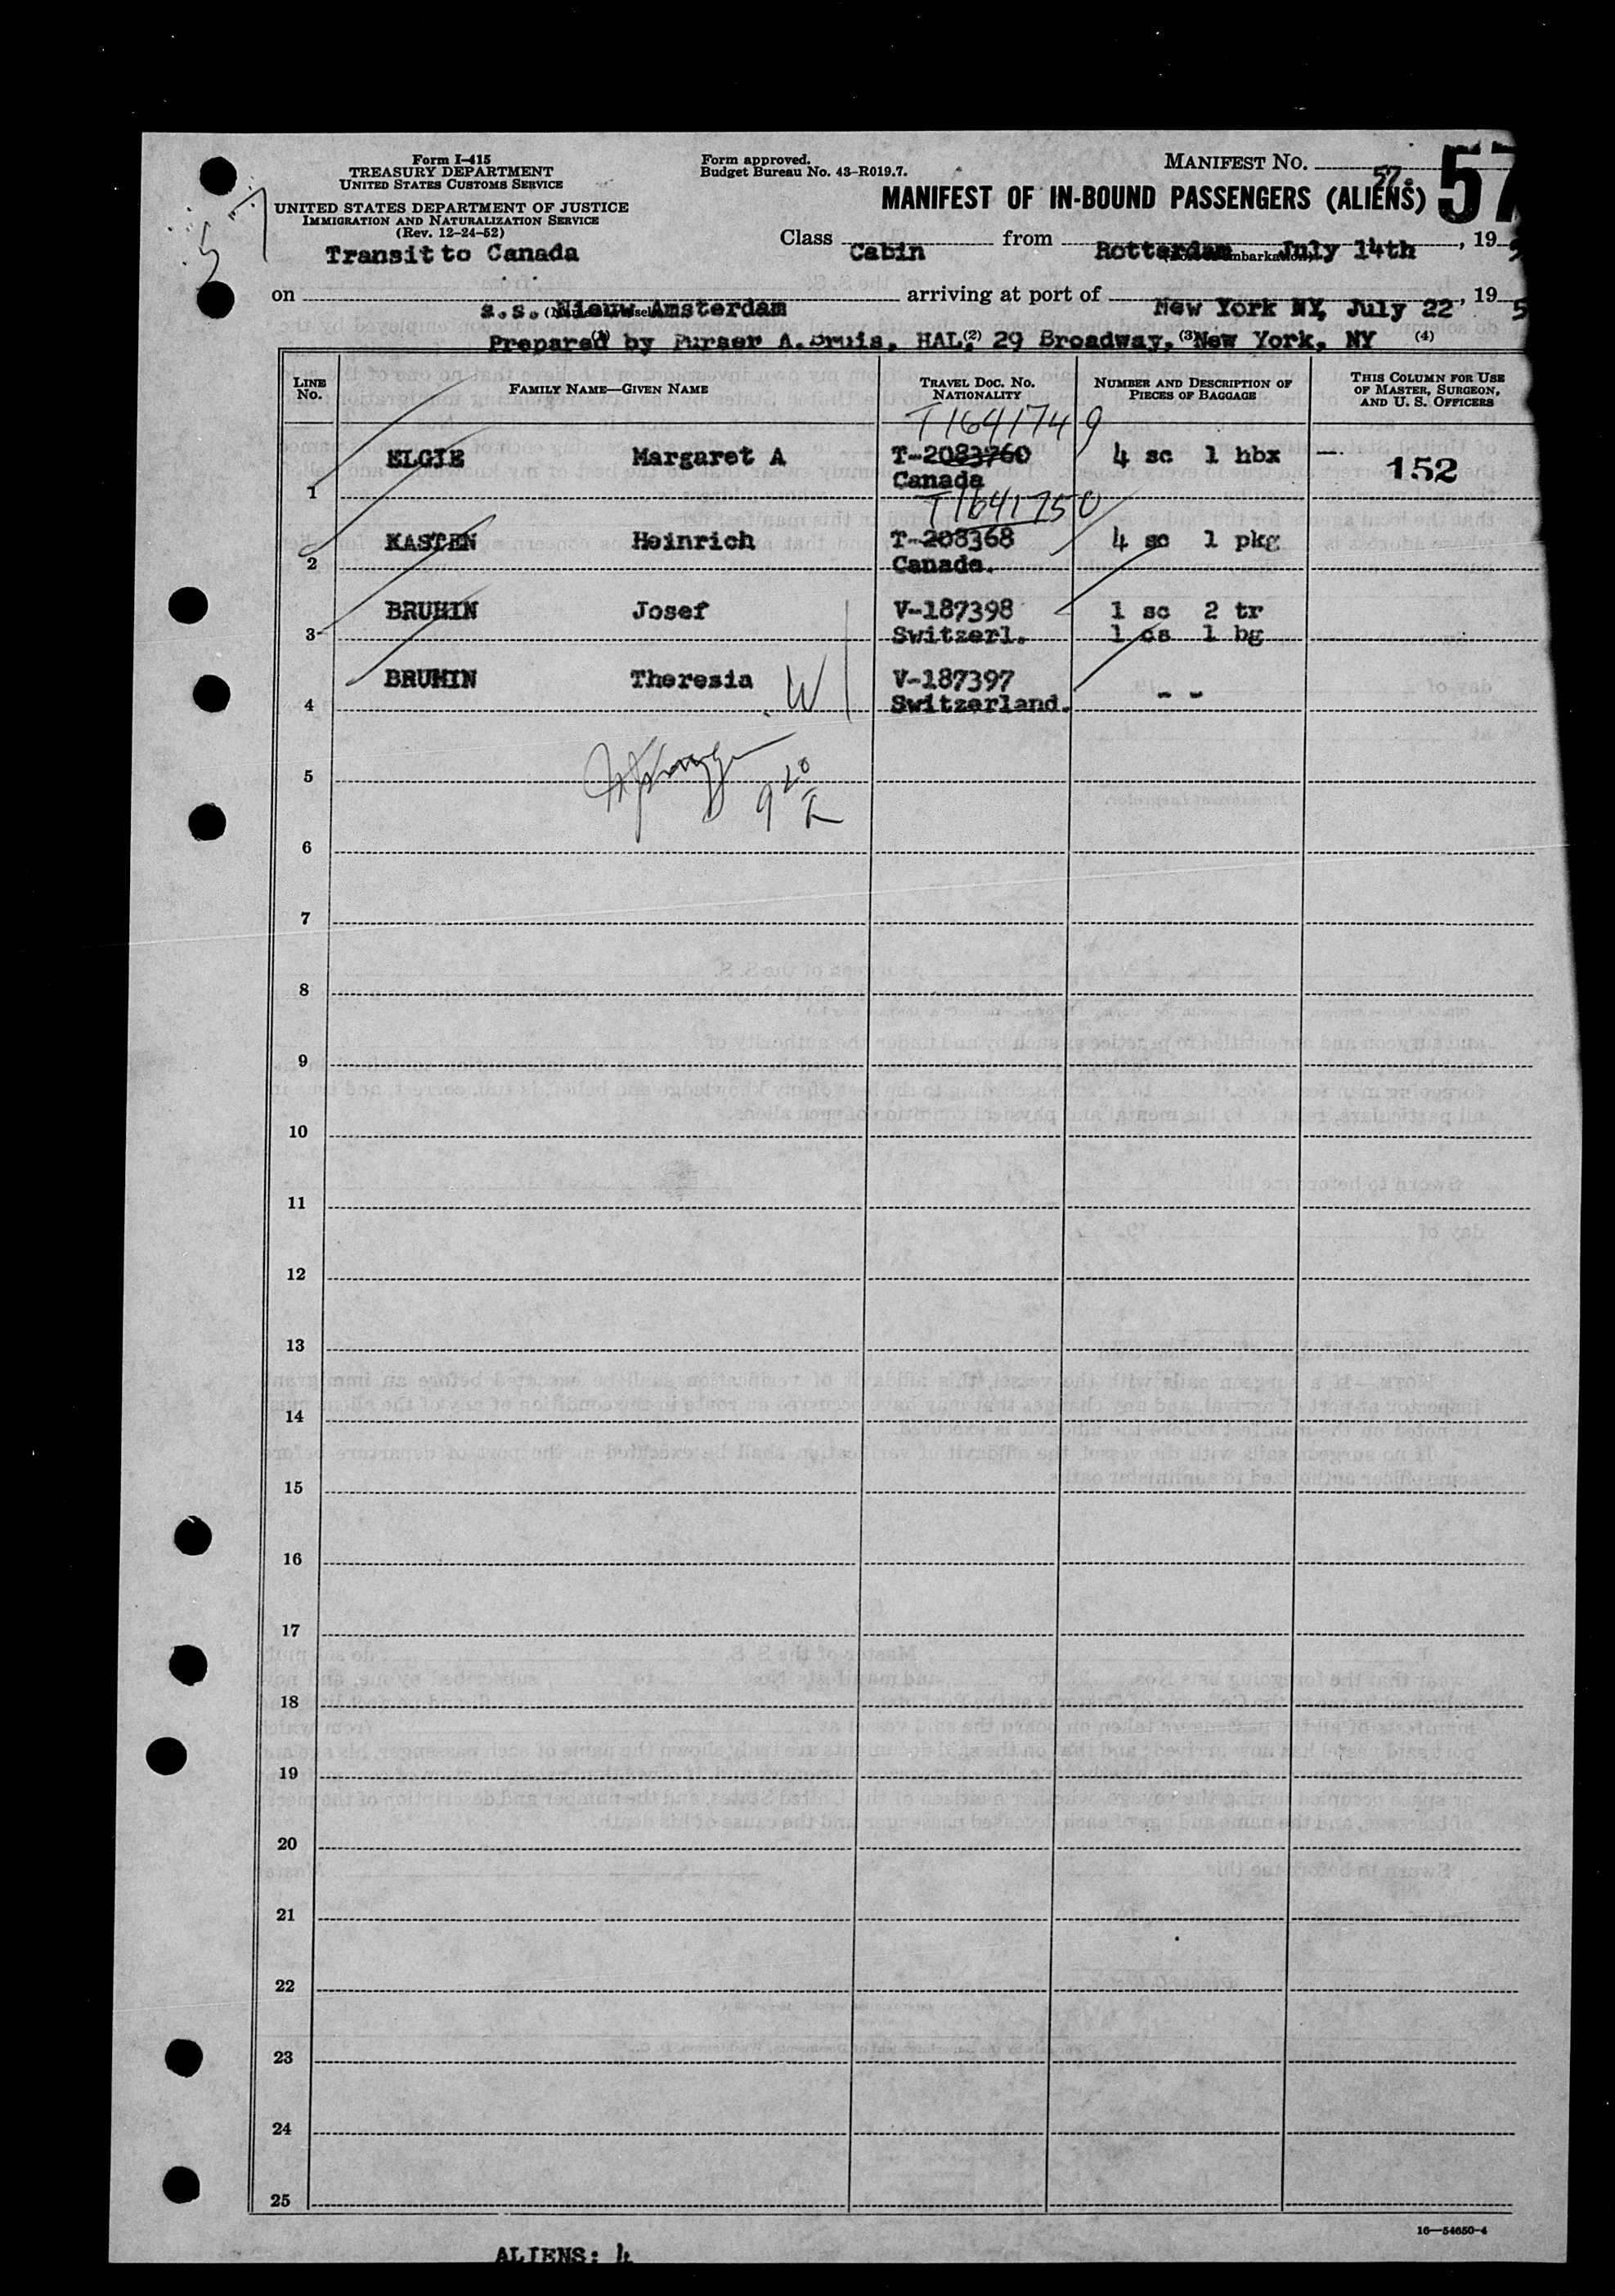 Form I-415
TREASURY DEPARTMENT
UNITED STATES CUSTOMS SERVICE
UNITED STATES DEPARTMENT OF JUSTICE
IMMIGRATION AND NATURALIZATION SERVICE
(Rev. 12-24-52)
Transit to Canada
Form approved.
Budget Bureau No. 43-R019.7.
MANIFEST NO. 57.
57
MANIFEST OF IN-BOUND PASSENGERS (ALIENS)
Class Cabin from Rotterdam July 14th, 195
on s.s. Nieuw Amsterdam arriving at port of New York NY, July 22, 195
Prepared by Purser A. Bruis, HAL, 29 Broadway, New York, NY
(1) (2) (3 (4)
LINE NO. FAMILY NAME—GIVEN NAME TRAVEL DOC. NO. NATIONALITY NUMBER AND DESCRIPTION OF PIECES OF BAGGAGE THIS COLUMN FOR USE OF MASTER, SURGEON, AND U. S. OFFICERS
T1641749
1 ELGIE Margaret A T-2083760 4 sc 1 hbx — 152
Canada
T1641750
2 KASTEN Heinrich T-208368 4 sc 1 pkg
Canada.
3 BRUHIN Josef V-187398 1 sc 2 tr
Switzerl. 1 cs 1 bg
4 BRUHIN Theresia W V-187397 - -
Switzerland.
5
9 20
6
7
8
9
10
11
12
13
14
15
16
17
18
19
20
21
22
23
24
25
16—54650-4
ALIENS: 4